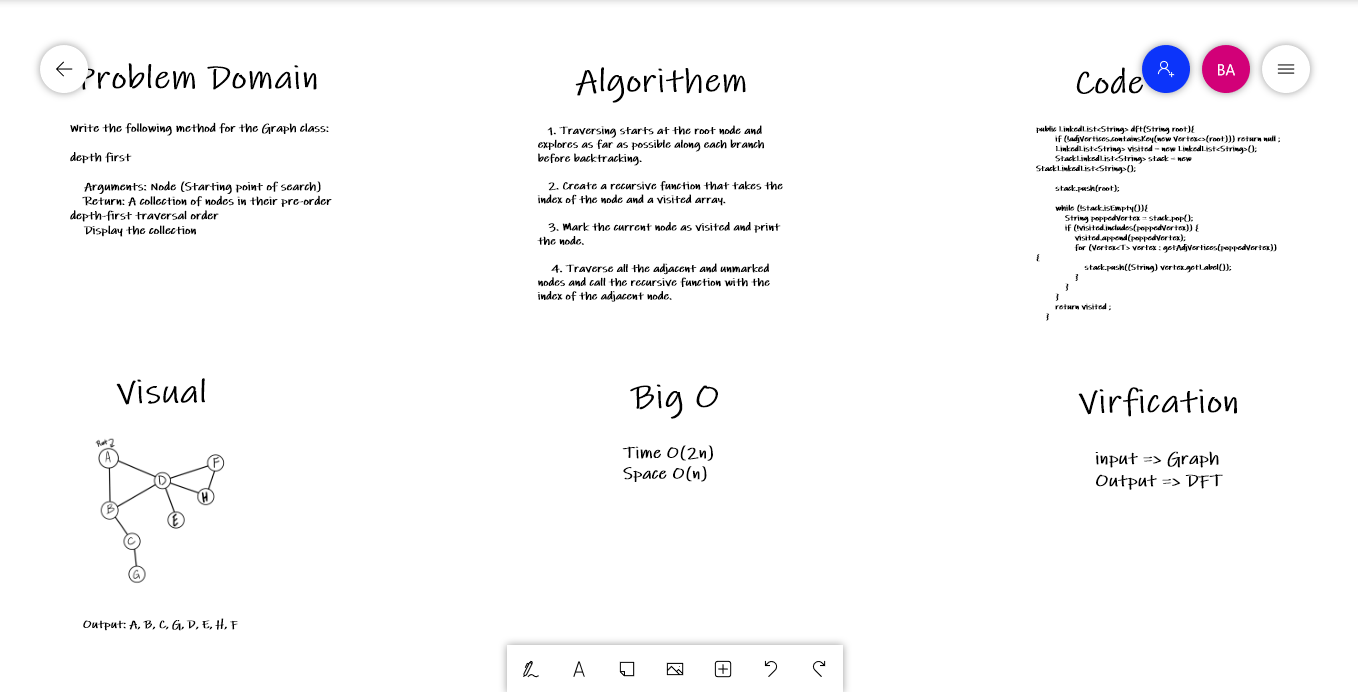 Problem Domain
Write the following method for the Graph class:
depth first
Arguments: Node (Starting point of search)
Return: A collection of nodes in their pre-order
depth-first traversal order
Display the collection
Algorithem
1. Traversing starts at the root node and
explores as far as possible along each branch
before backtracking.
2. Create a recursive function that takes the
index of the node and a visited array.
3. Mark the current node as visited and print
the node.
4. Traverse all the adjacent and unmarked
nodes and call the recursive function with the
index of the adjacent node.
Code
BA
public LinkedList<String> dft(String root){
if (!adjVertices.containsKey(new Vertex<>(root))) return null ;
LinkedList<String> visited = new LinkedList<String>();
StackLinkedList<String> stack = new
StackLinkedList<String>();
stack.push(root);
while (!stack.isEmpty()){
String poppedVertex = stack.pop();
if (!visited.includes(poppedVertex)) {
visited.append(poppedVertex);
for (Vertex<T> vertex : getAdjVertices(poppedVertex))
{
stack.push((String) vertex.getLabel());
}
}
}
return visited ;
}
Visual
Root
A
F
D
H
B
E
C
G
Output: A, B, C, G, D, E, H, F
Big O
Time O(2n)
Space O(n)
Virfication
input => Graph
Output => DFT
A